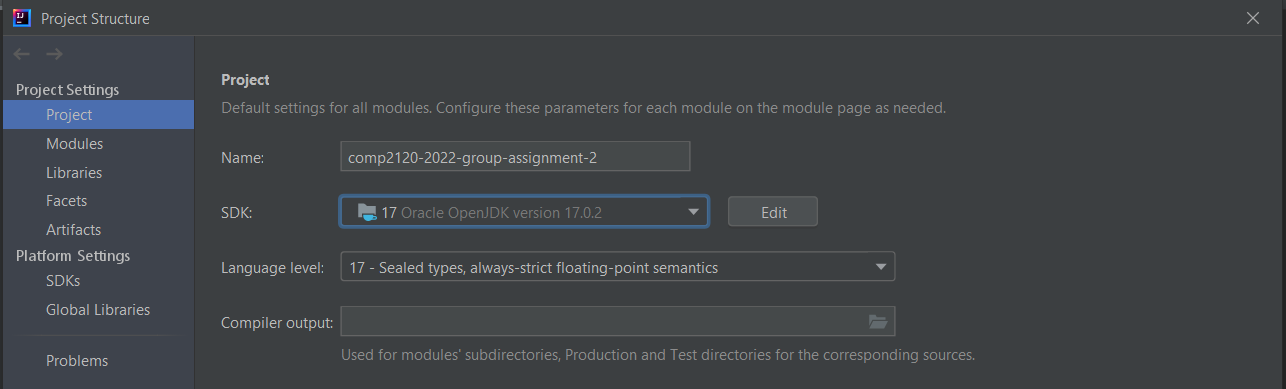 Project Structure
Project Settings
Project
Modules
Libraries
Facets
Artifacts
Platform Settings
SDKs
Global Libraries
Problems
Project
Default settings for all modules. Configure these parameters for each module on the module page as needed.
Name: comp2120-2022-group-assignment-2
SDK: 17 Oracle OpenJDK version 17.0.2 Edit
Language level: 17 - Sealed types, always-strict floating-point semantics
Compiler output:
Used for modules' subdirectories, Production and Test directories for the corresponding sources.